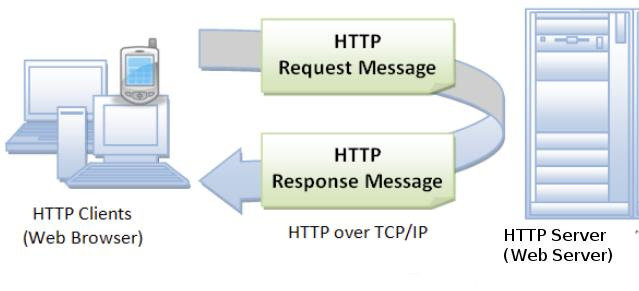 HTTP
Request Message
HTTP
Response Message
HTTP Clients
(Web Browser)
HTTP over TCP/IP
HTTP Server
(Web Server)